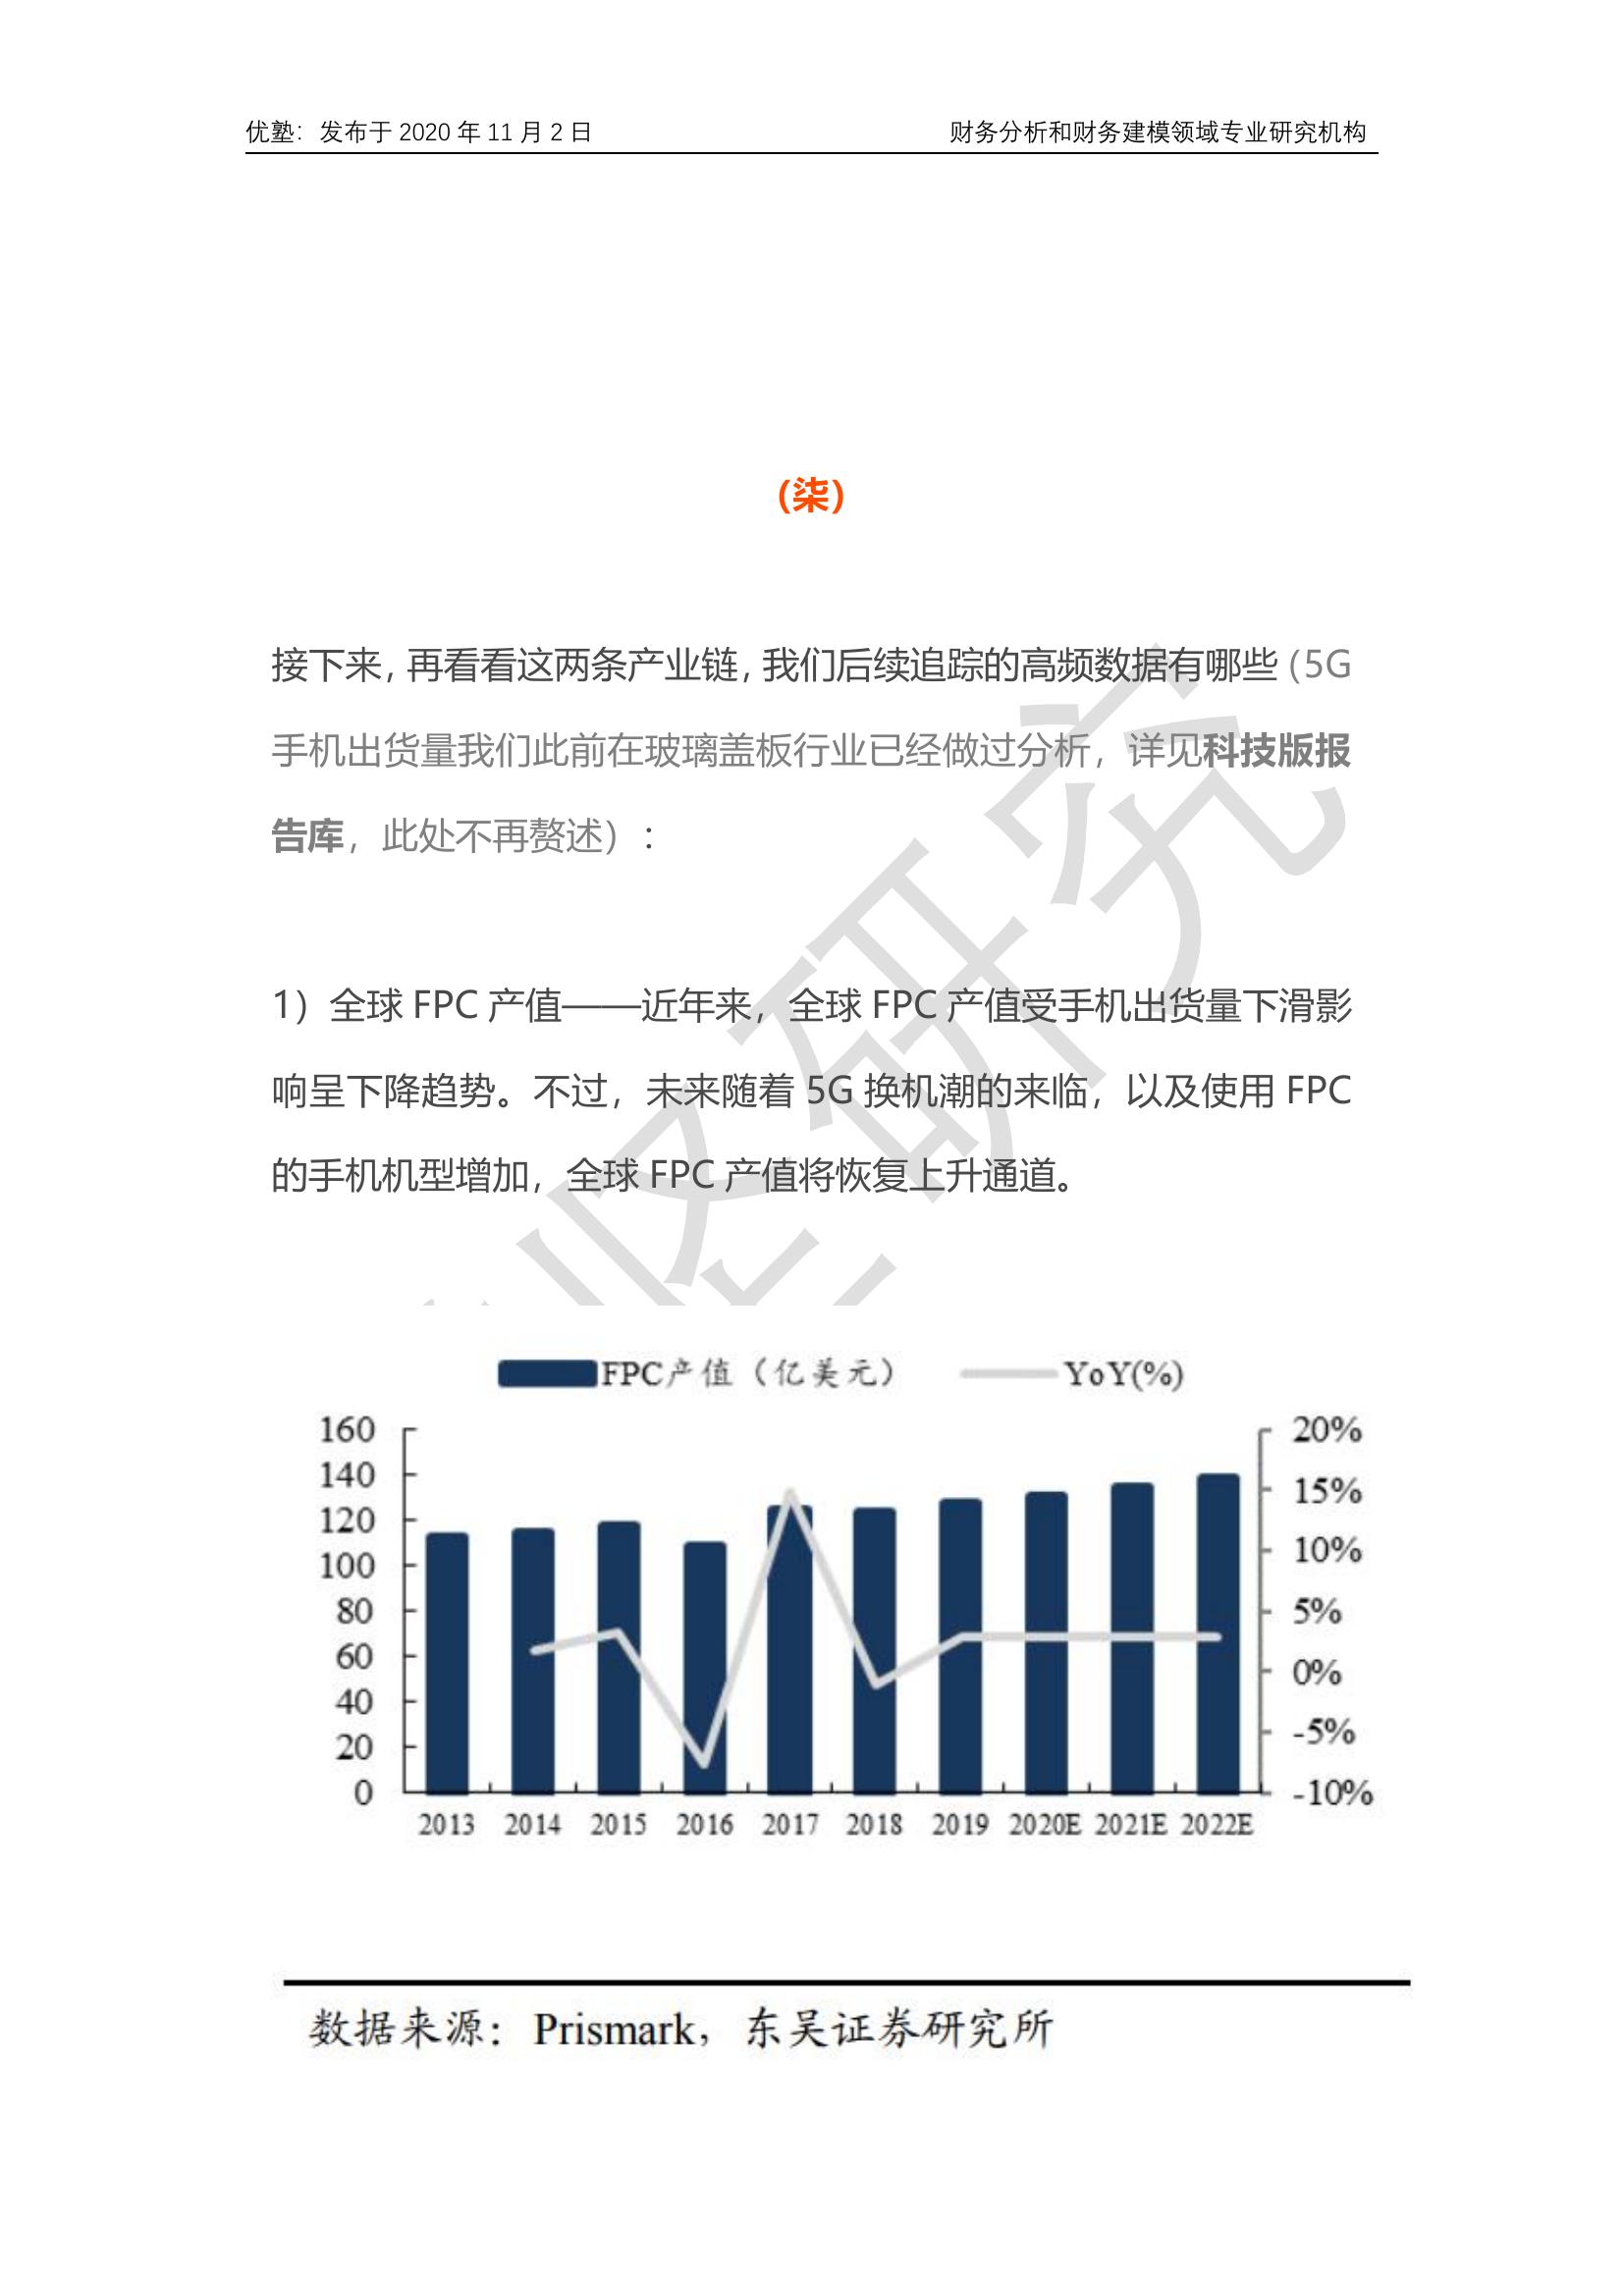 优塾：发布于 2020 年 11 月 2 日 财务分析和财务建模领域专业研究机构
(柒)
接下来，再看看这两条产业链，我们后续追踪的高频数据有哪些（5G
手机出货量我们此前在玻璃盖板行业已经做过分析，详见科技版报
告库，此处不再赘述）：
1）全球 FPC 产值——近年来，全球 FPC 产值受手机出货量下滑影
响呈下降趋势。不过，未来随着 5G 换机潮的来临，以及使用 FPC
的手机机型增加，全球 FPC 产值将恢复上升通道。
FPC产值（亿美元） YoY(%)
160 20%
140 15%
120 10%
100 5%
80 0%
60 -5%
40 -10%
20
0
2013 2014 2015 2016 2017 2018 2019 2020E 2021E 2022E
数据来源：Prismark，东吴证券研究所
坚研究